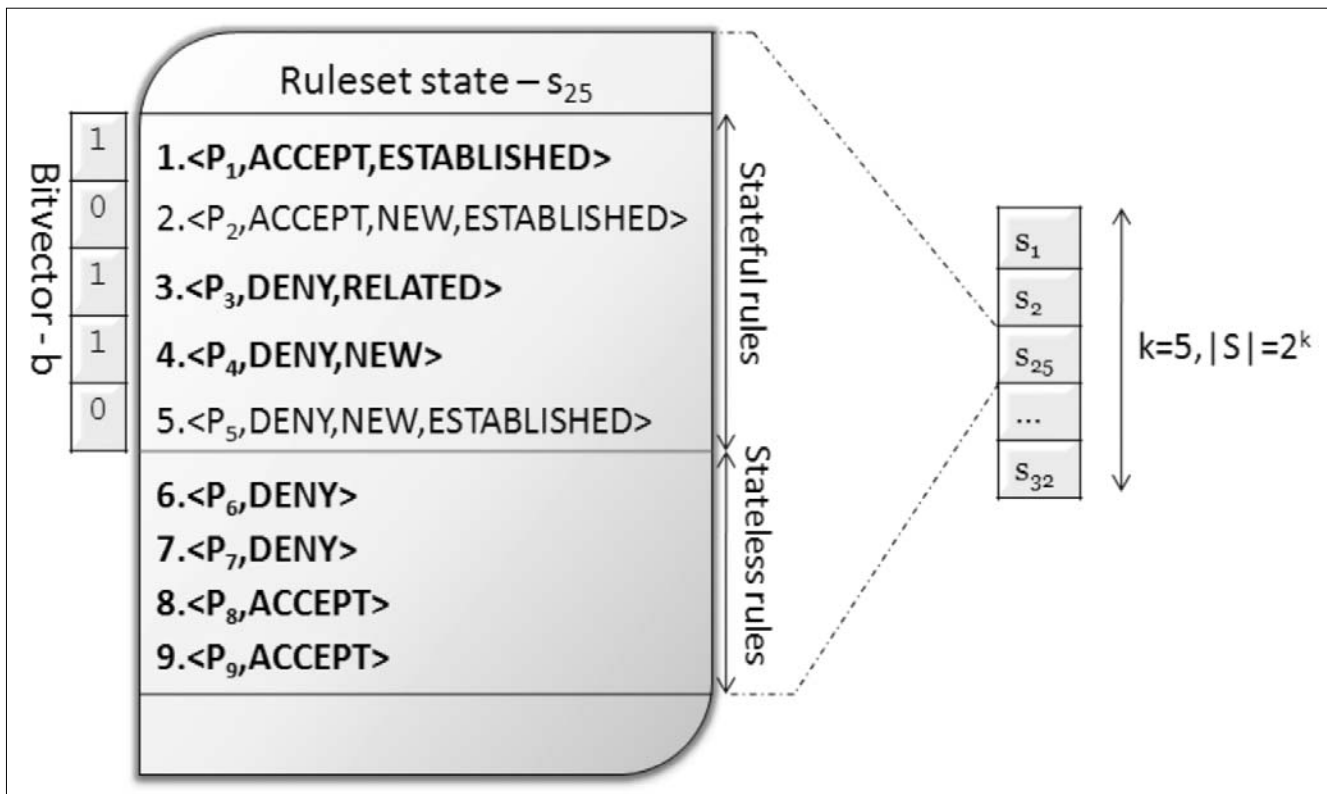 Ruleset state – s₂₅
Bitvector - b
1
0
1
1
0
1.<P₁,ACCEPT,ESTABLISHED>
2.<P₂,ACCEPT,NEW,ESTABLISHED>
3.<P₃,DENY,RELATED>
4.<P₄,DENY,NEW>
5.<P₅,DENY,NEW,ESTABLISHED>
6.<P₆,DENY>
7.<P₇,DENY>
8.<P₈,ACCEPT>
9.<P₉,ACCEPT>
Stateful rules
Stateless rules
s₁
s₂
s₂₅
...
s₃₂
k=5,|S|=2ᵏ